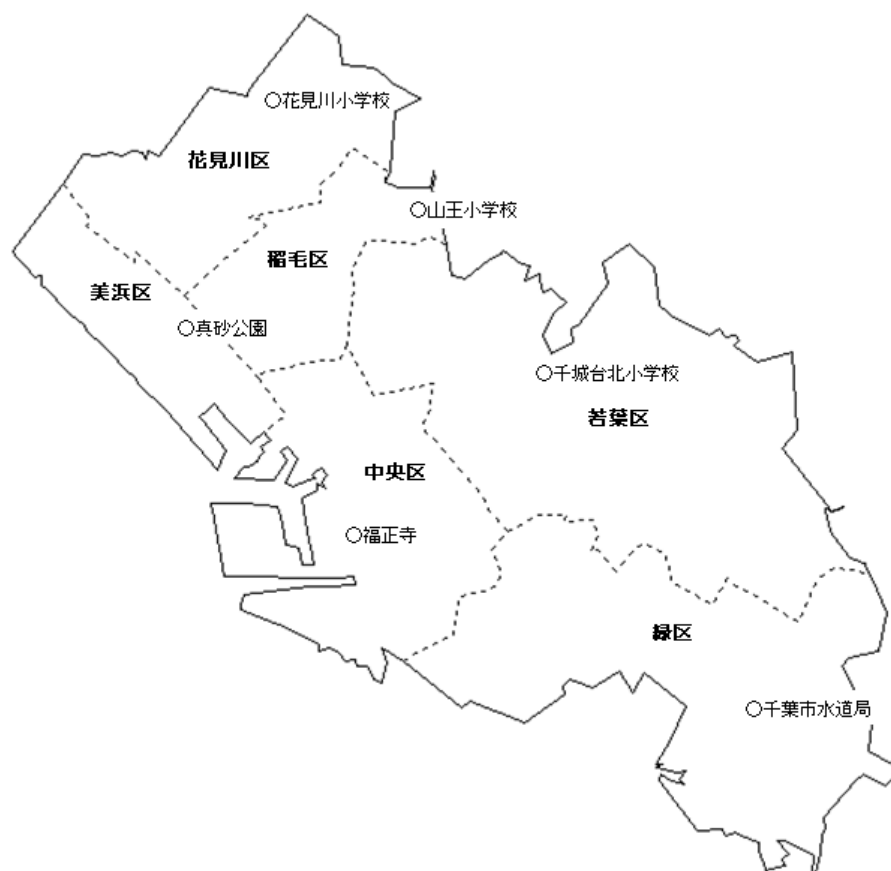 ○花見川小学校
花見川区
○山王小学校
稲毛区
美浜区
○真砂公園
○千城台北小学校
若葉区
中央区
○福正寺
緑区
○千葉市水道局